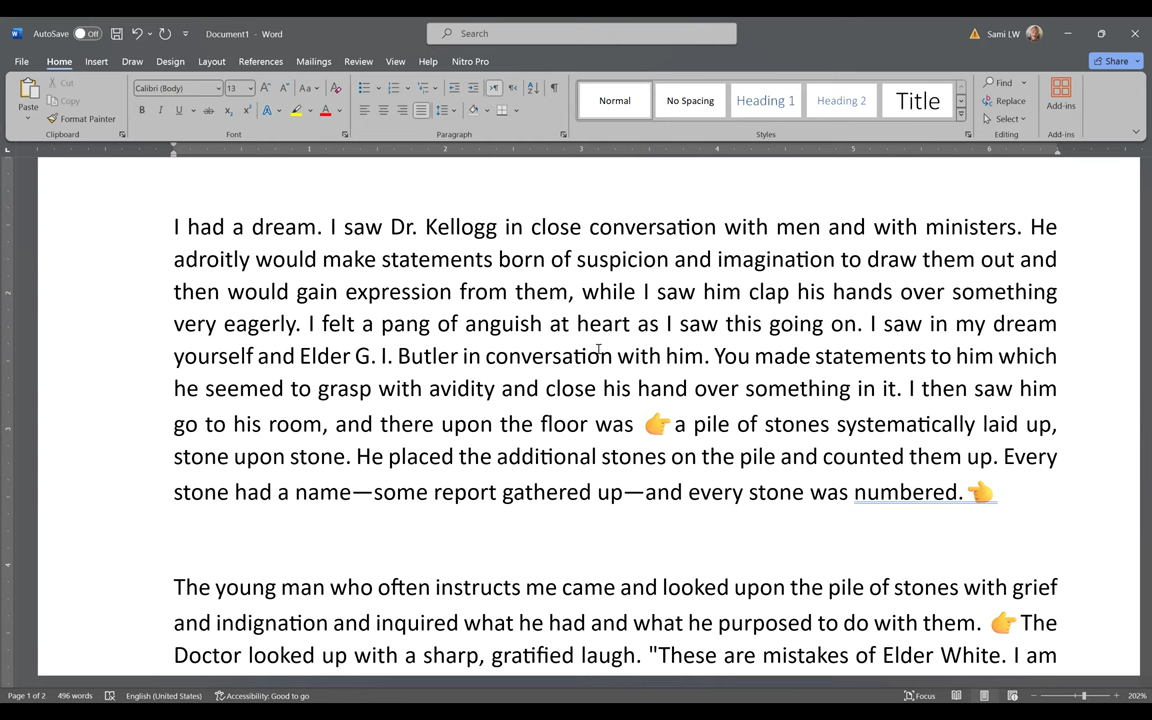 AutoSave Off Document1 - Word Search Sami LW
File Home Insert Draw Design Layout References Mailings Review View Help Nitro Pro Share
Paste Cut Copy Format Painter Calibri (Body) 13 Normal No Spacing Heading 1 Heading 2 Title Find Replace Select Add-ins
Clipboard Font Paragraph Styles Editing Add-ins
1 2 3 4 5 6
I had a dream. I saw Dr. Kellogg in close conversation with men and with ministers. He
adroitly would make statements born of suspicion and imagination to draw them out and
then would gain expression from them, while I saw him clap his hands over something
very eagerly. I felt a pang of anguish at heart as I saw this going on. I saw in my dream
yourself and Elder G. I. Butler in conversation with him. You made statements to him which
he seemed to grasp with avidity and close his hand over something in it. I then saw him
go to his room, and there upon the floor was 👉a pile of stones systematically laid up,
stone upon stone. He placed the additional stones on the pile and counted them up. Every
stone had a name—some report gathered up—and every stone was numbered.👈
The young man who often instructs me came and looked upon the pile of stones with grief
and indignation and inquired what he had and what he purposed to do with them. 👉The
Doctor looked up with a sharp, gratified laugh. "These are mistakes of Elder White. I am
Page 1 of 2 496 words English (United States) Accessibility: Good to go Focus 202%